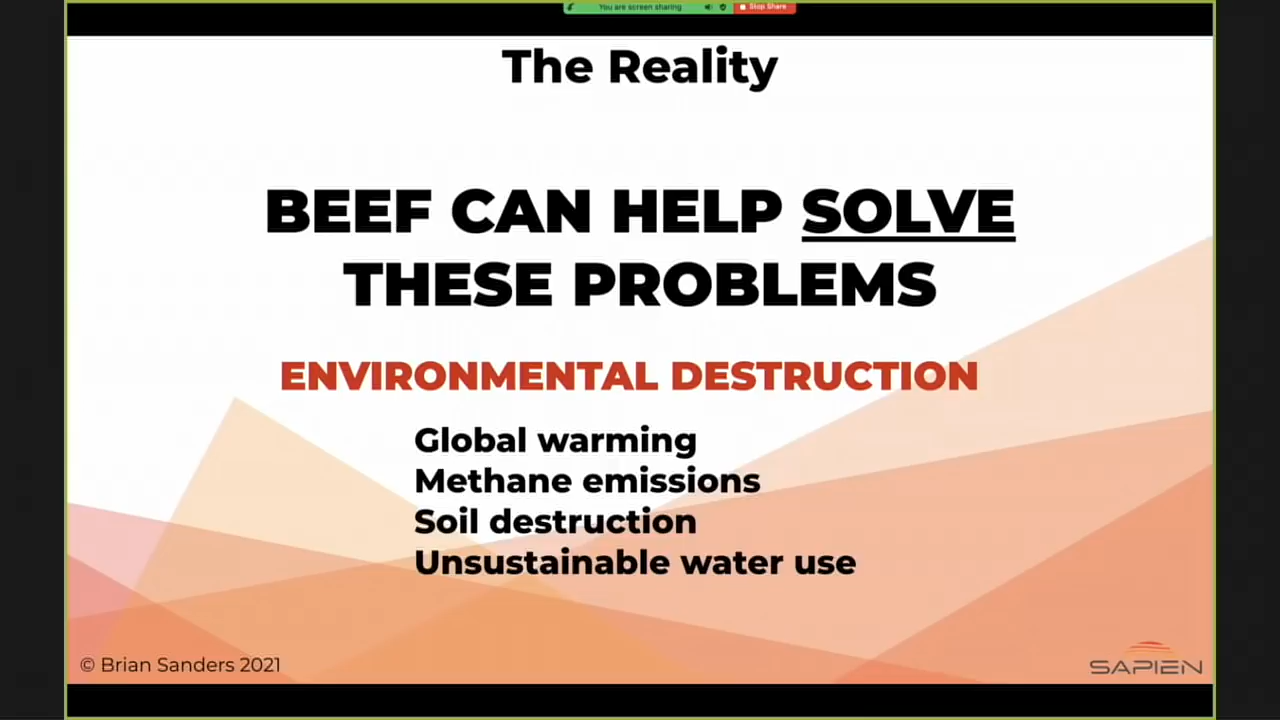 You are screen sharing
Stop Share
The Reality
BEEF CAN HELP SOLVE
THESE PROBLEMS
ENVIRONMENTAL DESTRUCTION
Global warming
Methane emissions
Soil destruction
Unsustainable water use
© Brian Sanders 2021
SAPIEN